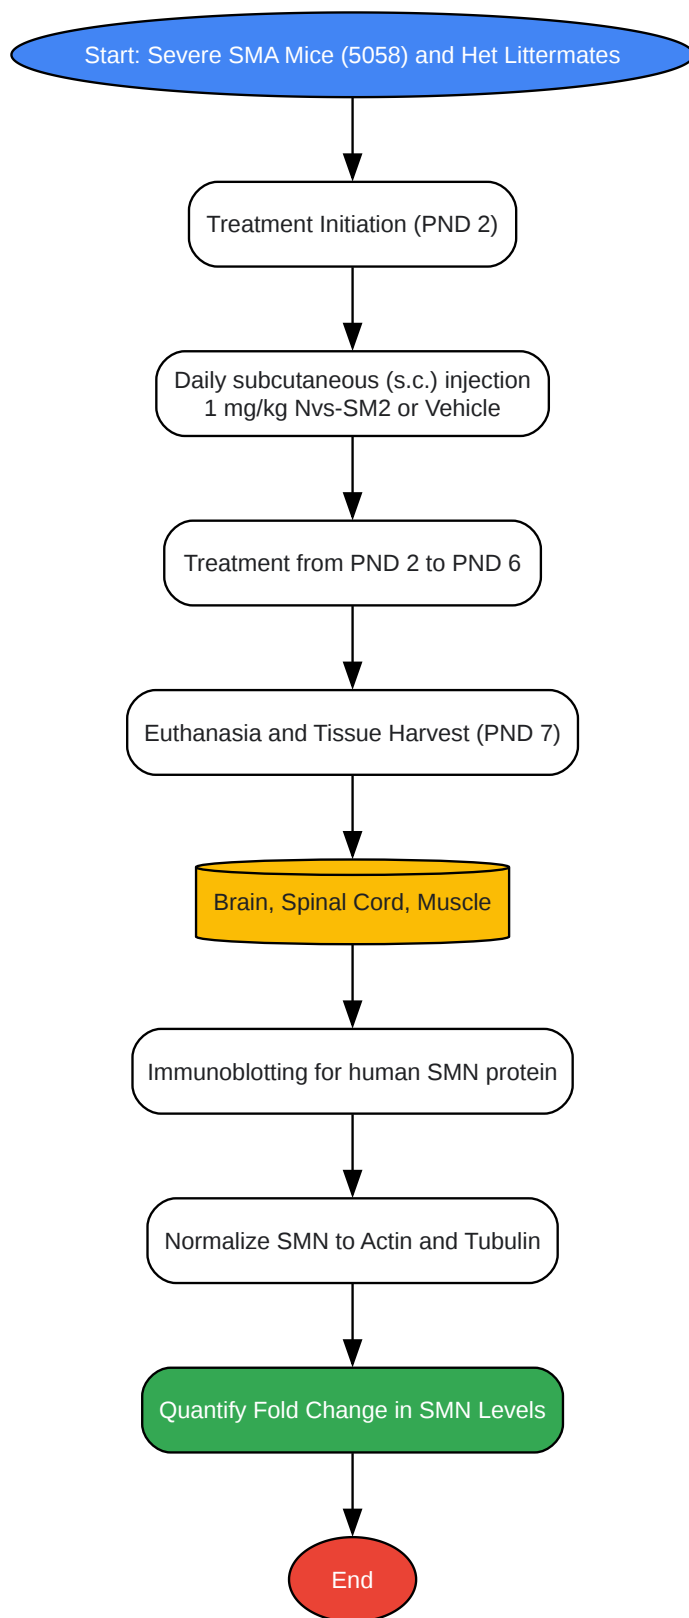 Start: Severe SMA Mice (5058) and Het Littermates
Treatment Initiation (PND 2)
Daily subcutaneous (s.c.) injection
1 mg/kg Nvs-SM2 or Vehicle
Treatment from PND 2 to PND 6
Euthanasia and Tissue Harvest (PND 7)
Brain, Spinal Cord, Muscle
Immunoblotting for human SMN protein
Normalize SMN to Actin and Tubulin
Quantify Fold Change in SMN Levels
End